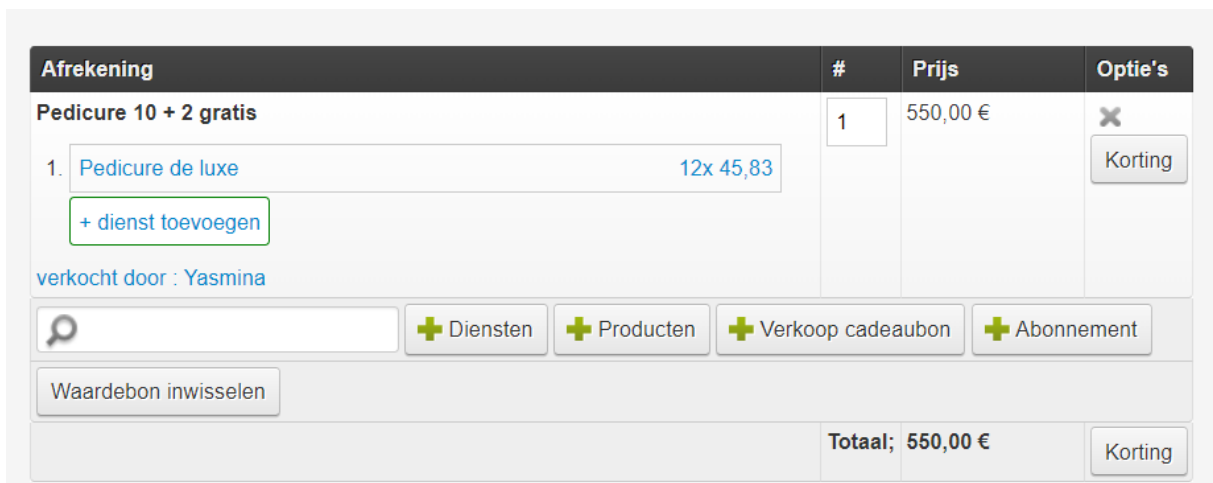 Afrekening # Prijs Optie's
Pedicure 10 + 2 gratis 1 550,00 €
Korting
1. Pedicure de luxe 12x 45,83
+ dienst toevoegen
verkocht door : Yasmina
Diensten Producten Verkoop cadeaubon Abonnement
Waardebon inwisselen
Totaal; 550,00 € Korting